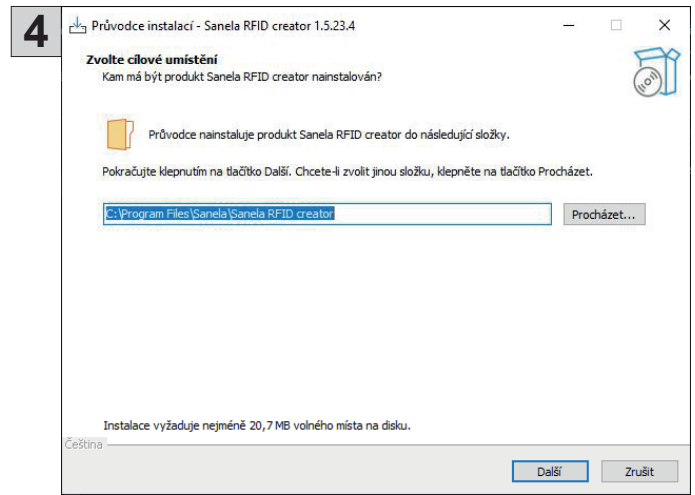 4
Průvodce instalací - Sanela RFID creator 1.5.23.4
Zvolte cílové umístění
Kam má být produkt Sanela RFID creator nainstalován?
Průvodce nainstaluje produkt Sanela RFID creator do následující složky.
Pokračujte klepnutím na tlačítko Další. Chcete-li zvolit jinou složku, klepněte na tlačítko Procházet.
C:\Program Files\Sanela\Sanela RFID creator
Procházet...
Instalace vyžaduje nejméně 20,7 MB volného místa na disku.
Čeština
Další
Zrušit